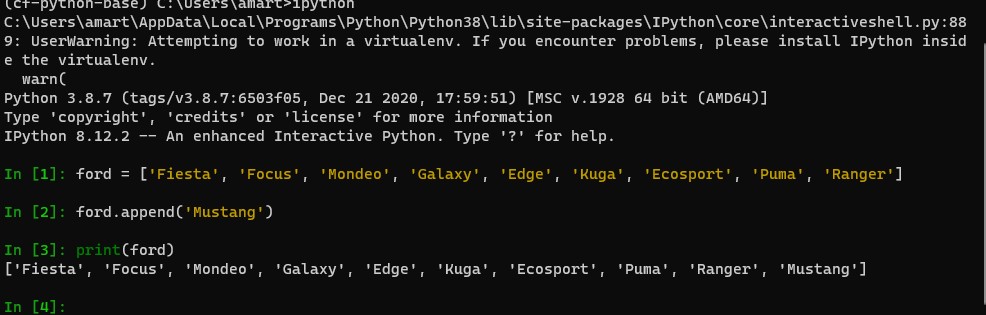 (cf-python-base) C:\Users\amart>ipython
C:\Users\amart\AppData\Local\Programs\Python\Python38\lib\site-packages\IPython\core\interactiveshell.py:88
9: UserWarning: Attempting to work in a virtualenv. If you encounter problems, please install IPython insid
e the virtualenv.
  warn(
Python 3.8.7 (tags/v3.8.7:6503f05, Dec 21 2020, 17:59:51) [MSC v.1928 64 bit (AMD64)]
Type 'copyright', 'credits' or 'license' for more information
IPython 8.12.2 -- An enhanced Interactive Python. Type '?' for help.
In [1]: ford = ['Fiesta', 'Focus', 'Mondeo', 'Galaxy', 'Edge', 'Kuga', 'Ecosport', 'Puma', 'Ranger']
In [2]: ford.append('Mustang')
In [3]: print(ford)
['Fiesta', 'Focus', 'Mondeo', 'Galaxy', 'Edge', 'Kuga', 'Ecosport', 'Puma', 'Ranger', 'Mustang']
In [4]: